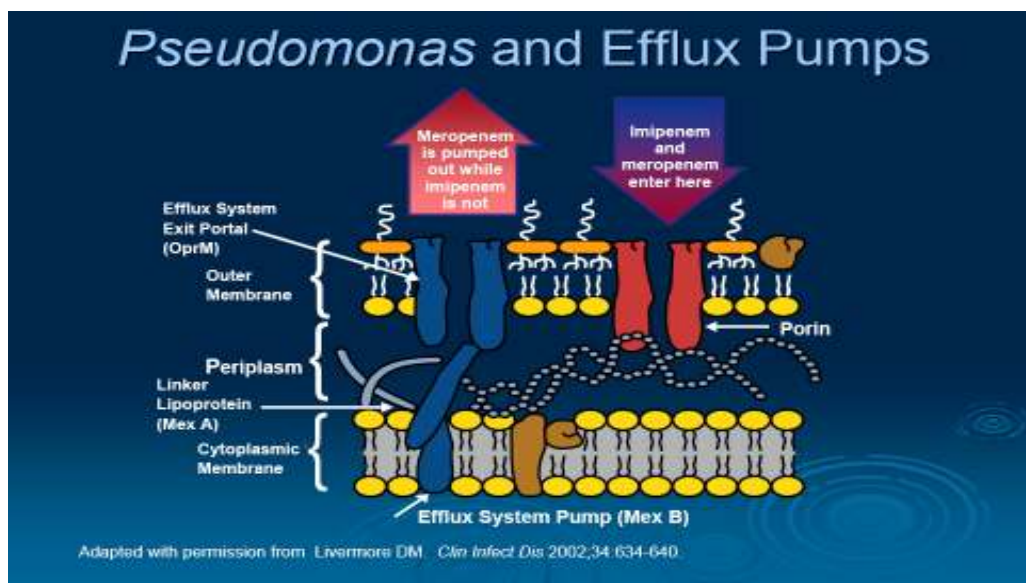 Pseudomonas and Efflux Pumps
Meropenem
is pumped
out while
imipenem
is not
Imipenem
and
meropenem
enter here
Efflux System
Exit Portal
(OprM)
Outer
Membrane
Porin
Periplasm
Linker
Lipoprotein
(Mex A)
Cytoplasmic
Membrane
Efflux System Pump (Mex B)
Adapted with permission from Livermore DM. Clin Infect Dis 2002;34:634-640.